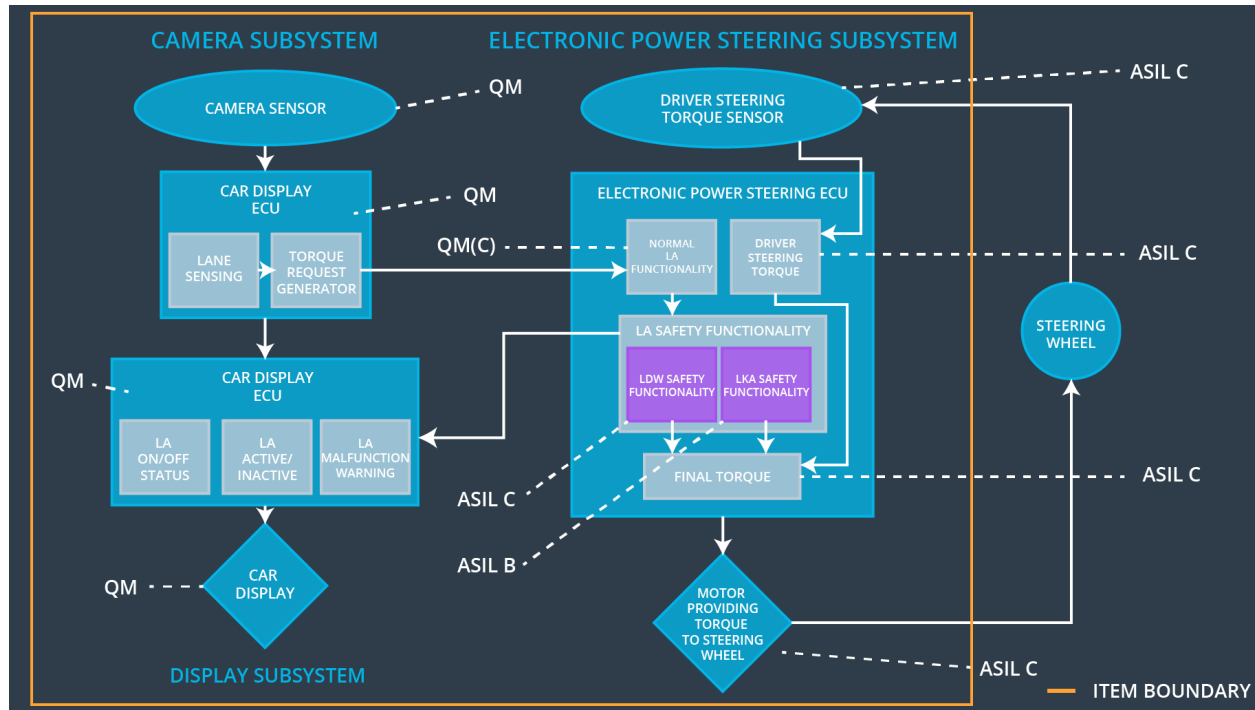 CAMERA SUBSYSTEM
ELECTRONIC POWER STEERING SUBSYSTEM
CAMERA SENSOR
QM
DRIVER STEERING
TORQUE SENSOR
ASIL C
CAR DISPLAY
ECU
QM
LANE
SENSING
TORQUE
REQUEST
GENERATOR
ELECTRONIC POWER STEERING ECU
QM(C)
NORMAL
LA
FUNCTIONALITY
DRIVER
STEERING
TORQUE
ASIL C
STEERING
WHEEL
LA SAFETY FUNCTIONALITY
LDW SAFETY
FUNCTIONALITY
LKA SAFETY
FUNCTIONALITY
CAR DISPLAY
ECU
QM
LA
ON/OFF
STATUS
LA
ACTIVE/
INACTIVE
LA
MALFUNCTION
WARNING
FINAL TORQUE
ASIL C
ASIL C
ASIL B
CAR
DISPLAY
QM
MOTOR
PROVIDING
TORQUE
TO STEERING
WHEEL
ASIL C
DISPLAY SUBSYSTEM
ITEM BOUNDARY